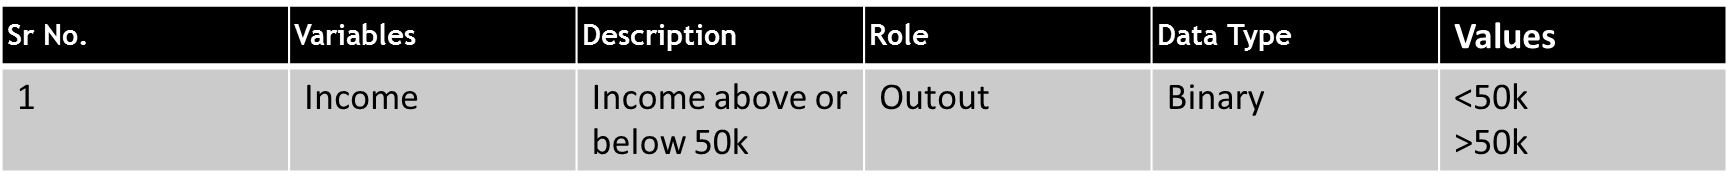 Sr No. Variables Description Role Data Type Values
1 Income Income above or Outout Binary <50k
below 50k >50k